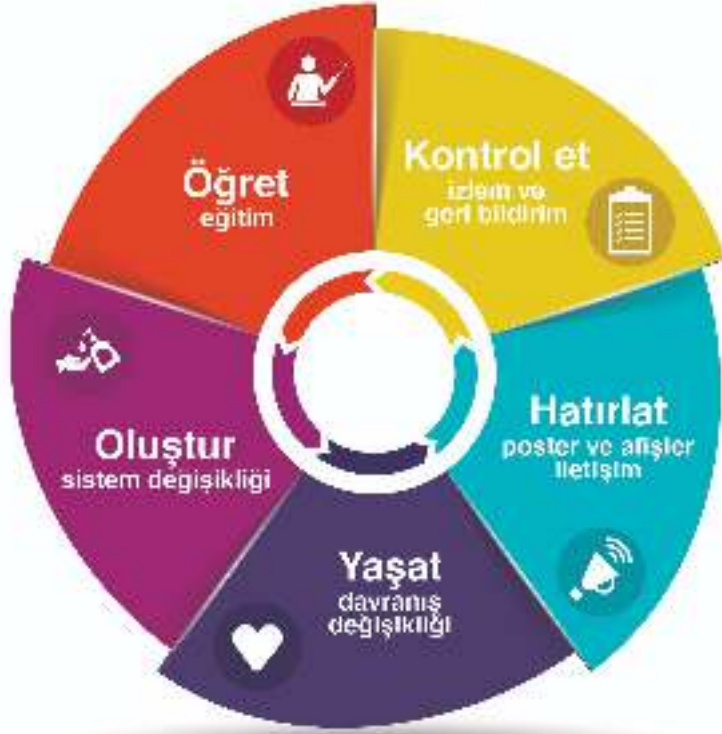 Öğret
eğitim
Kontrol et
izlem ve
geri bildirim
Hatırlat
poster ve afişler
iletişim
Yaşat
davranış
değişikliği
Oluştur
sistem değişikliği